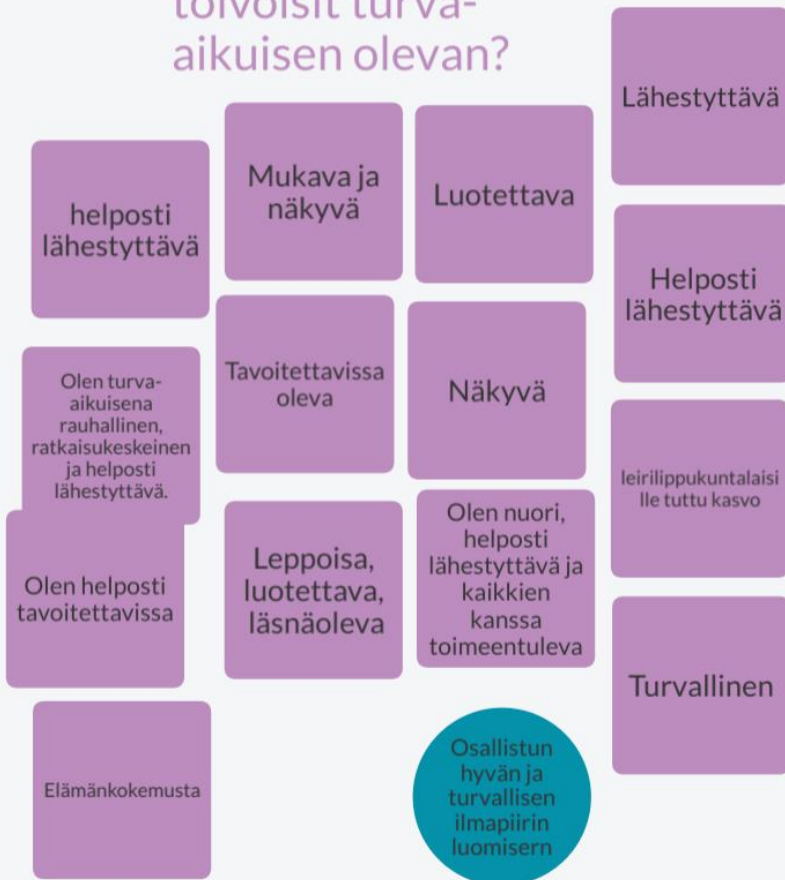 toivoisit turva-
aikuisen olevan?
Lähestyttävä
Mukava ja
näkyvä
Luotettava
helposti
lähestyttävä
Helposti
lähestyttävä
Tavoitettavissa
oleva
Näkyvä
Olen turva-
aikuisena
rauhallinen,
ratkaisukeskeinen
ja helposti
lähestyttävä.
leirilippukuntalaisi
lle tuttu kasvo
Olen helposti
tavoitettavissa
Leppoisa,
luotettava,
läsnäoleva
Olen nuori,
helposti
lähestyttävä ja
kaikkien
kanssa
toimeentuleva
Turvallinen
Elämänkokemusta
Osallistun
hyvän ja
turvallisen
ilmapiirin
luomisern